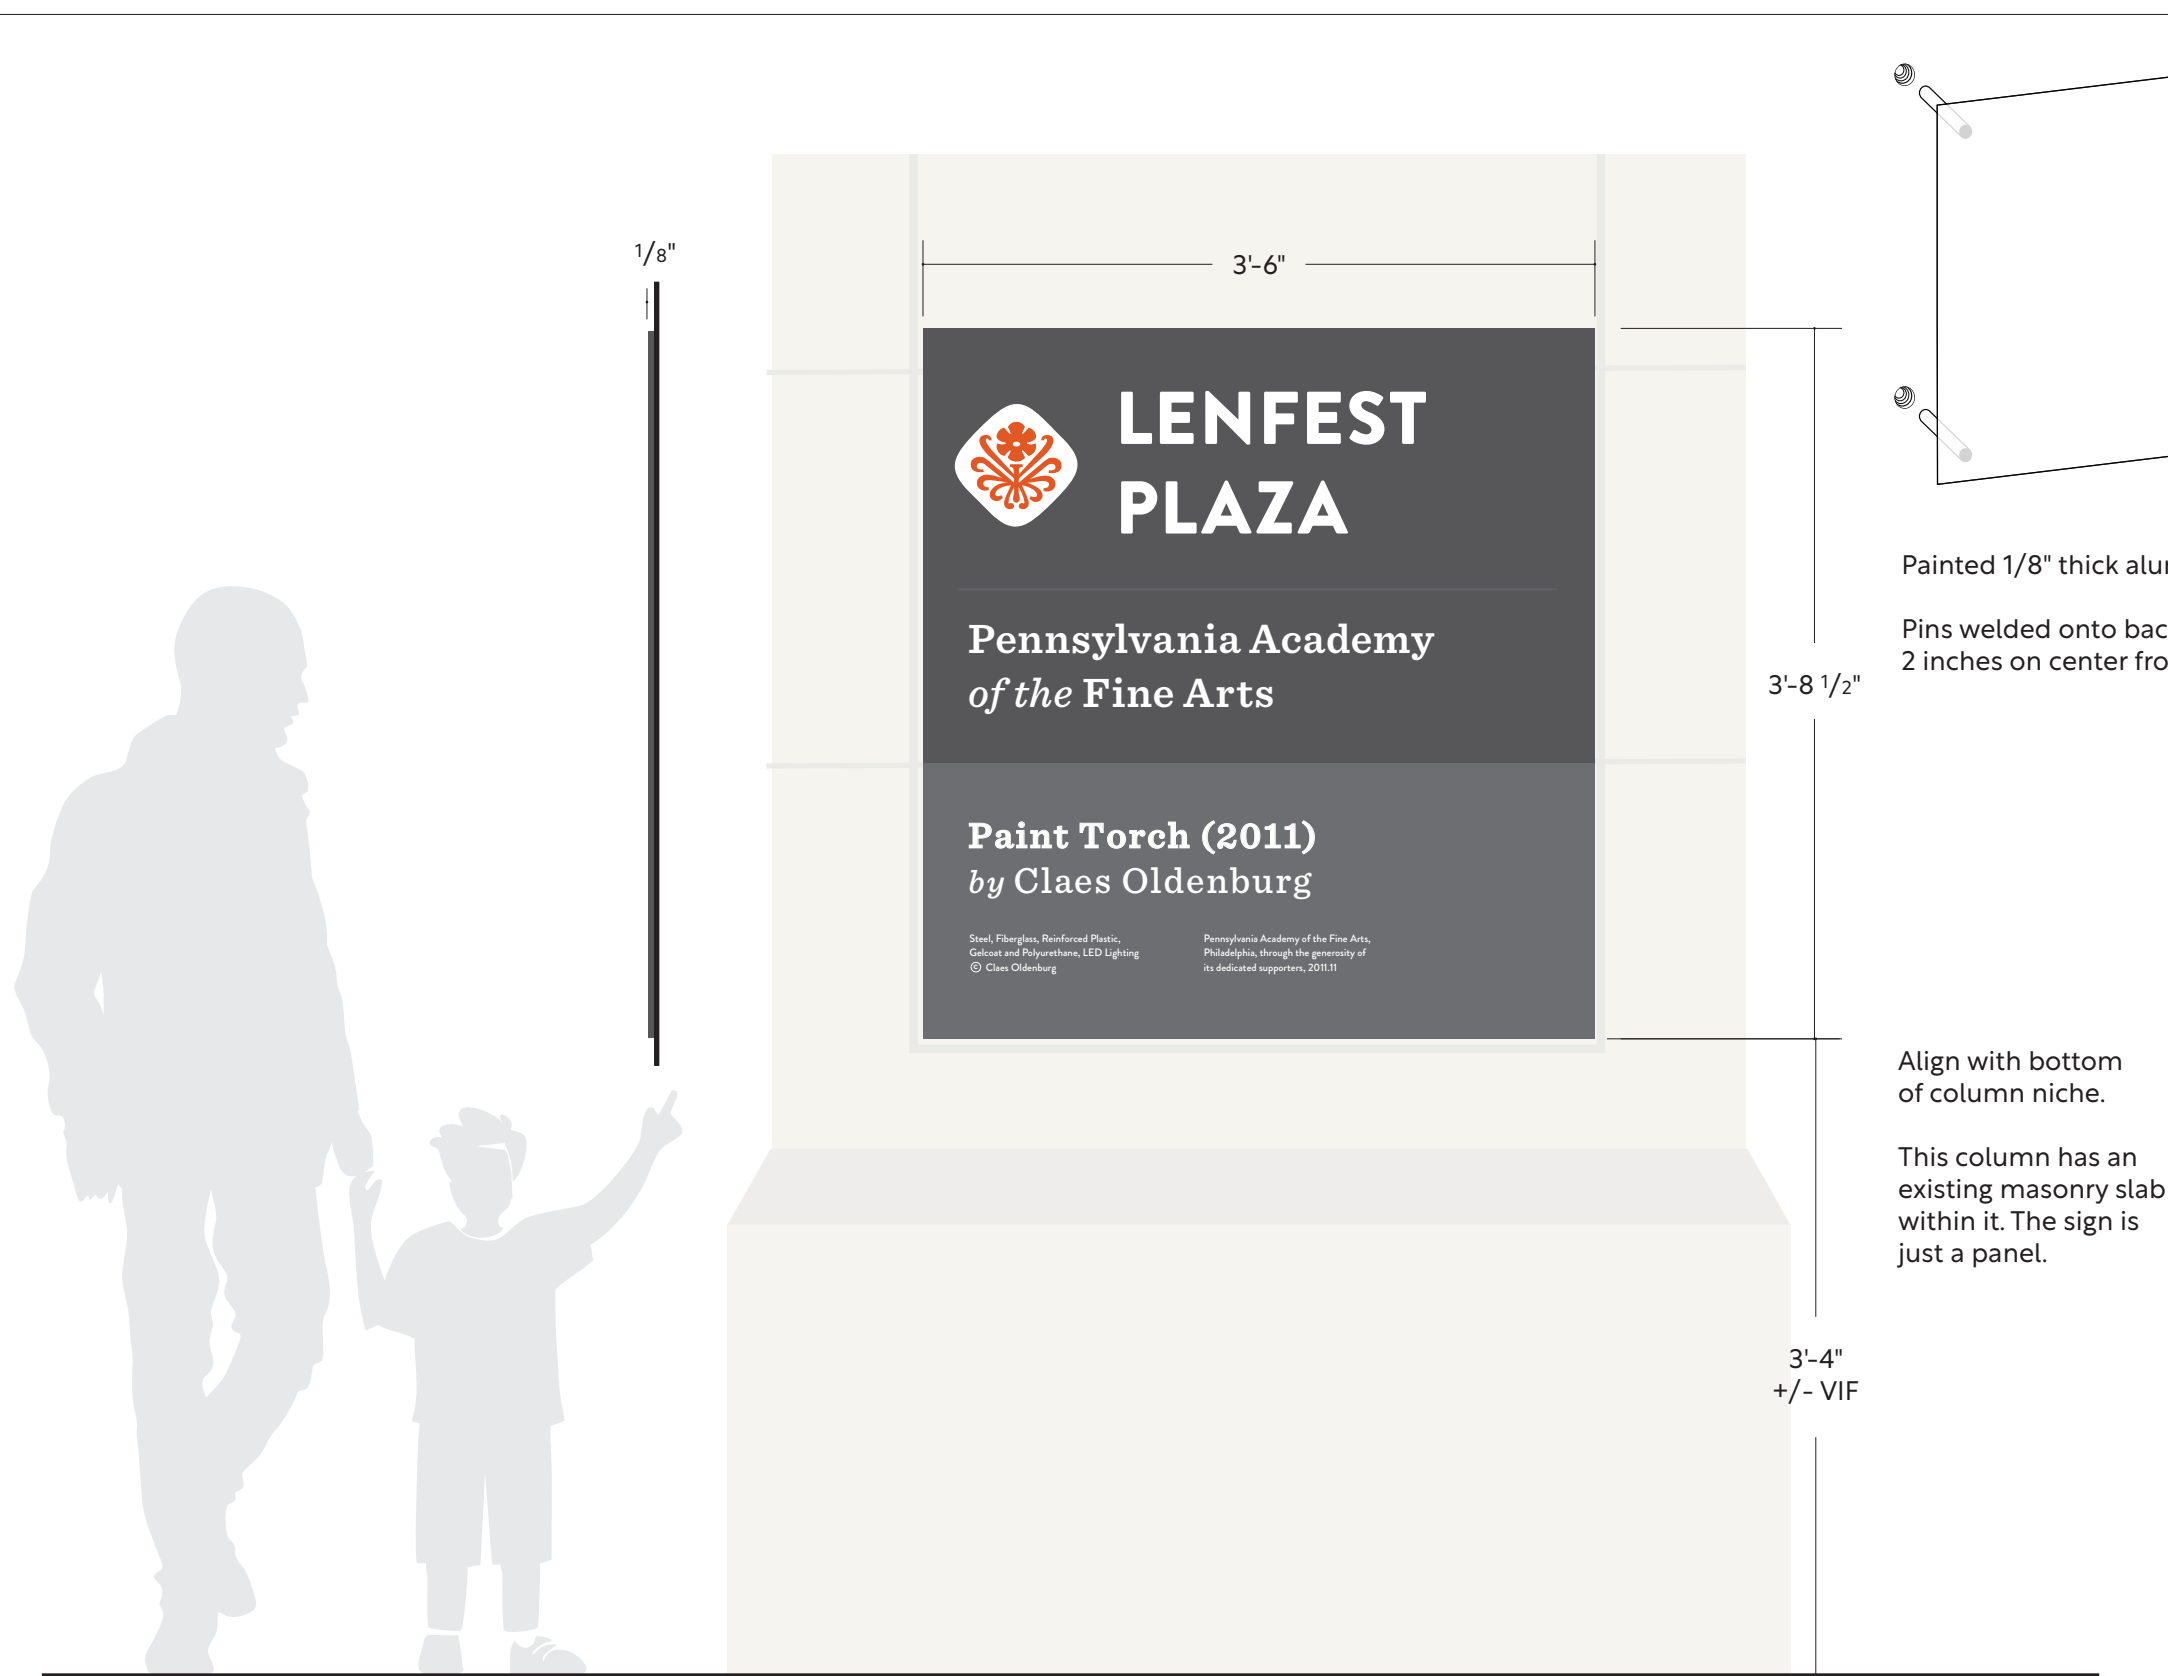 1/8"
3'-6"
LENFEST
PLAZA
Pennsylvania Academy
of the Fine Arts
Paint Torch (2011)
by Claes Oldenburg
Steel, Fiberglass, Reinforced Plastic,
Gelcoat and Polyurethane, LED Lighting
© Claes Oldenburg
Pennsylvania Academy of the Fine Arts,
Philadelphia, through the generosity of
its dedicated supporters, 2011.11
3'-8 1/2"
3'-4"
+/- VIF
Painted 1/8" thick
Pins welded onto
2 inches on center
Align with bottom
of column niche.
This column has an
existing masonry slab
within it. The sign is
just a panel.